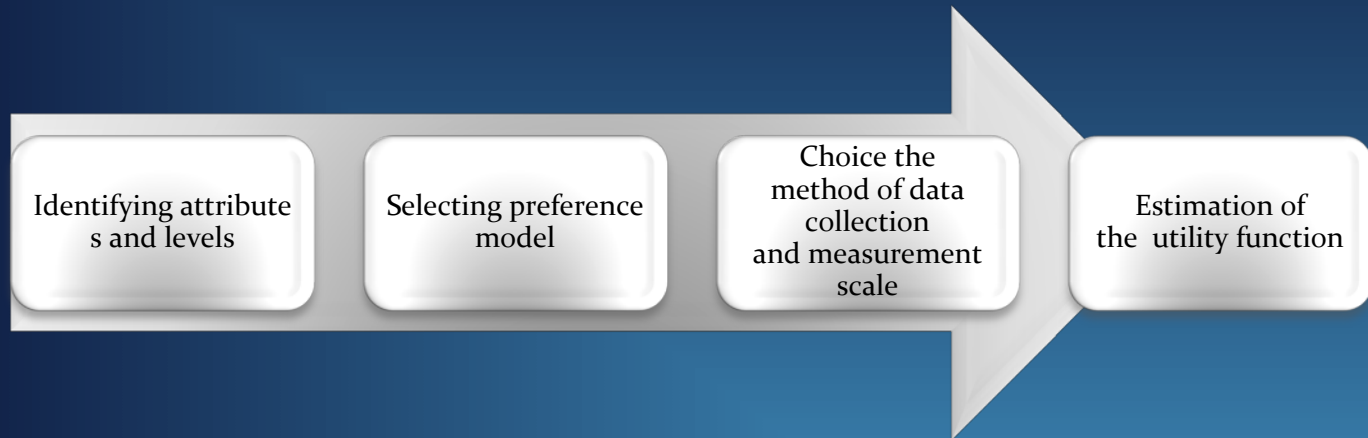 Identifying attribute
s and levels
Selecting preference
model
Choice the
method of data
collection
and measurement
scale
Estimation of
the utility function